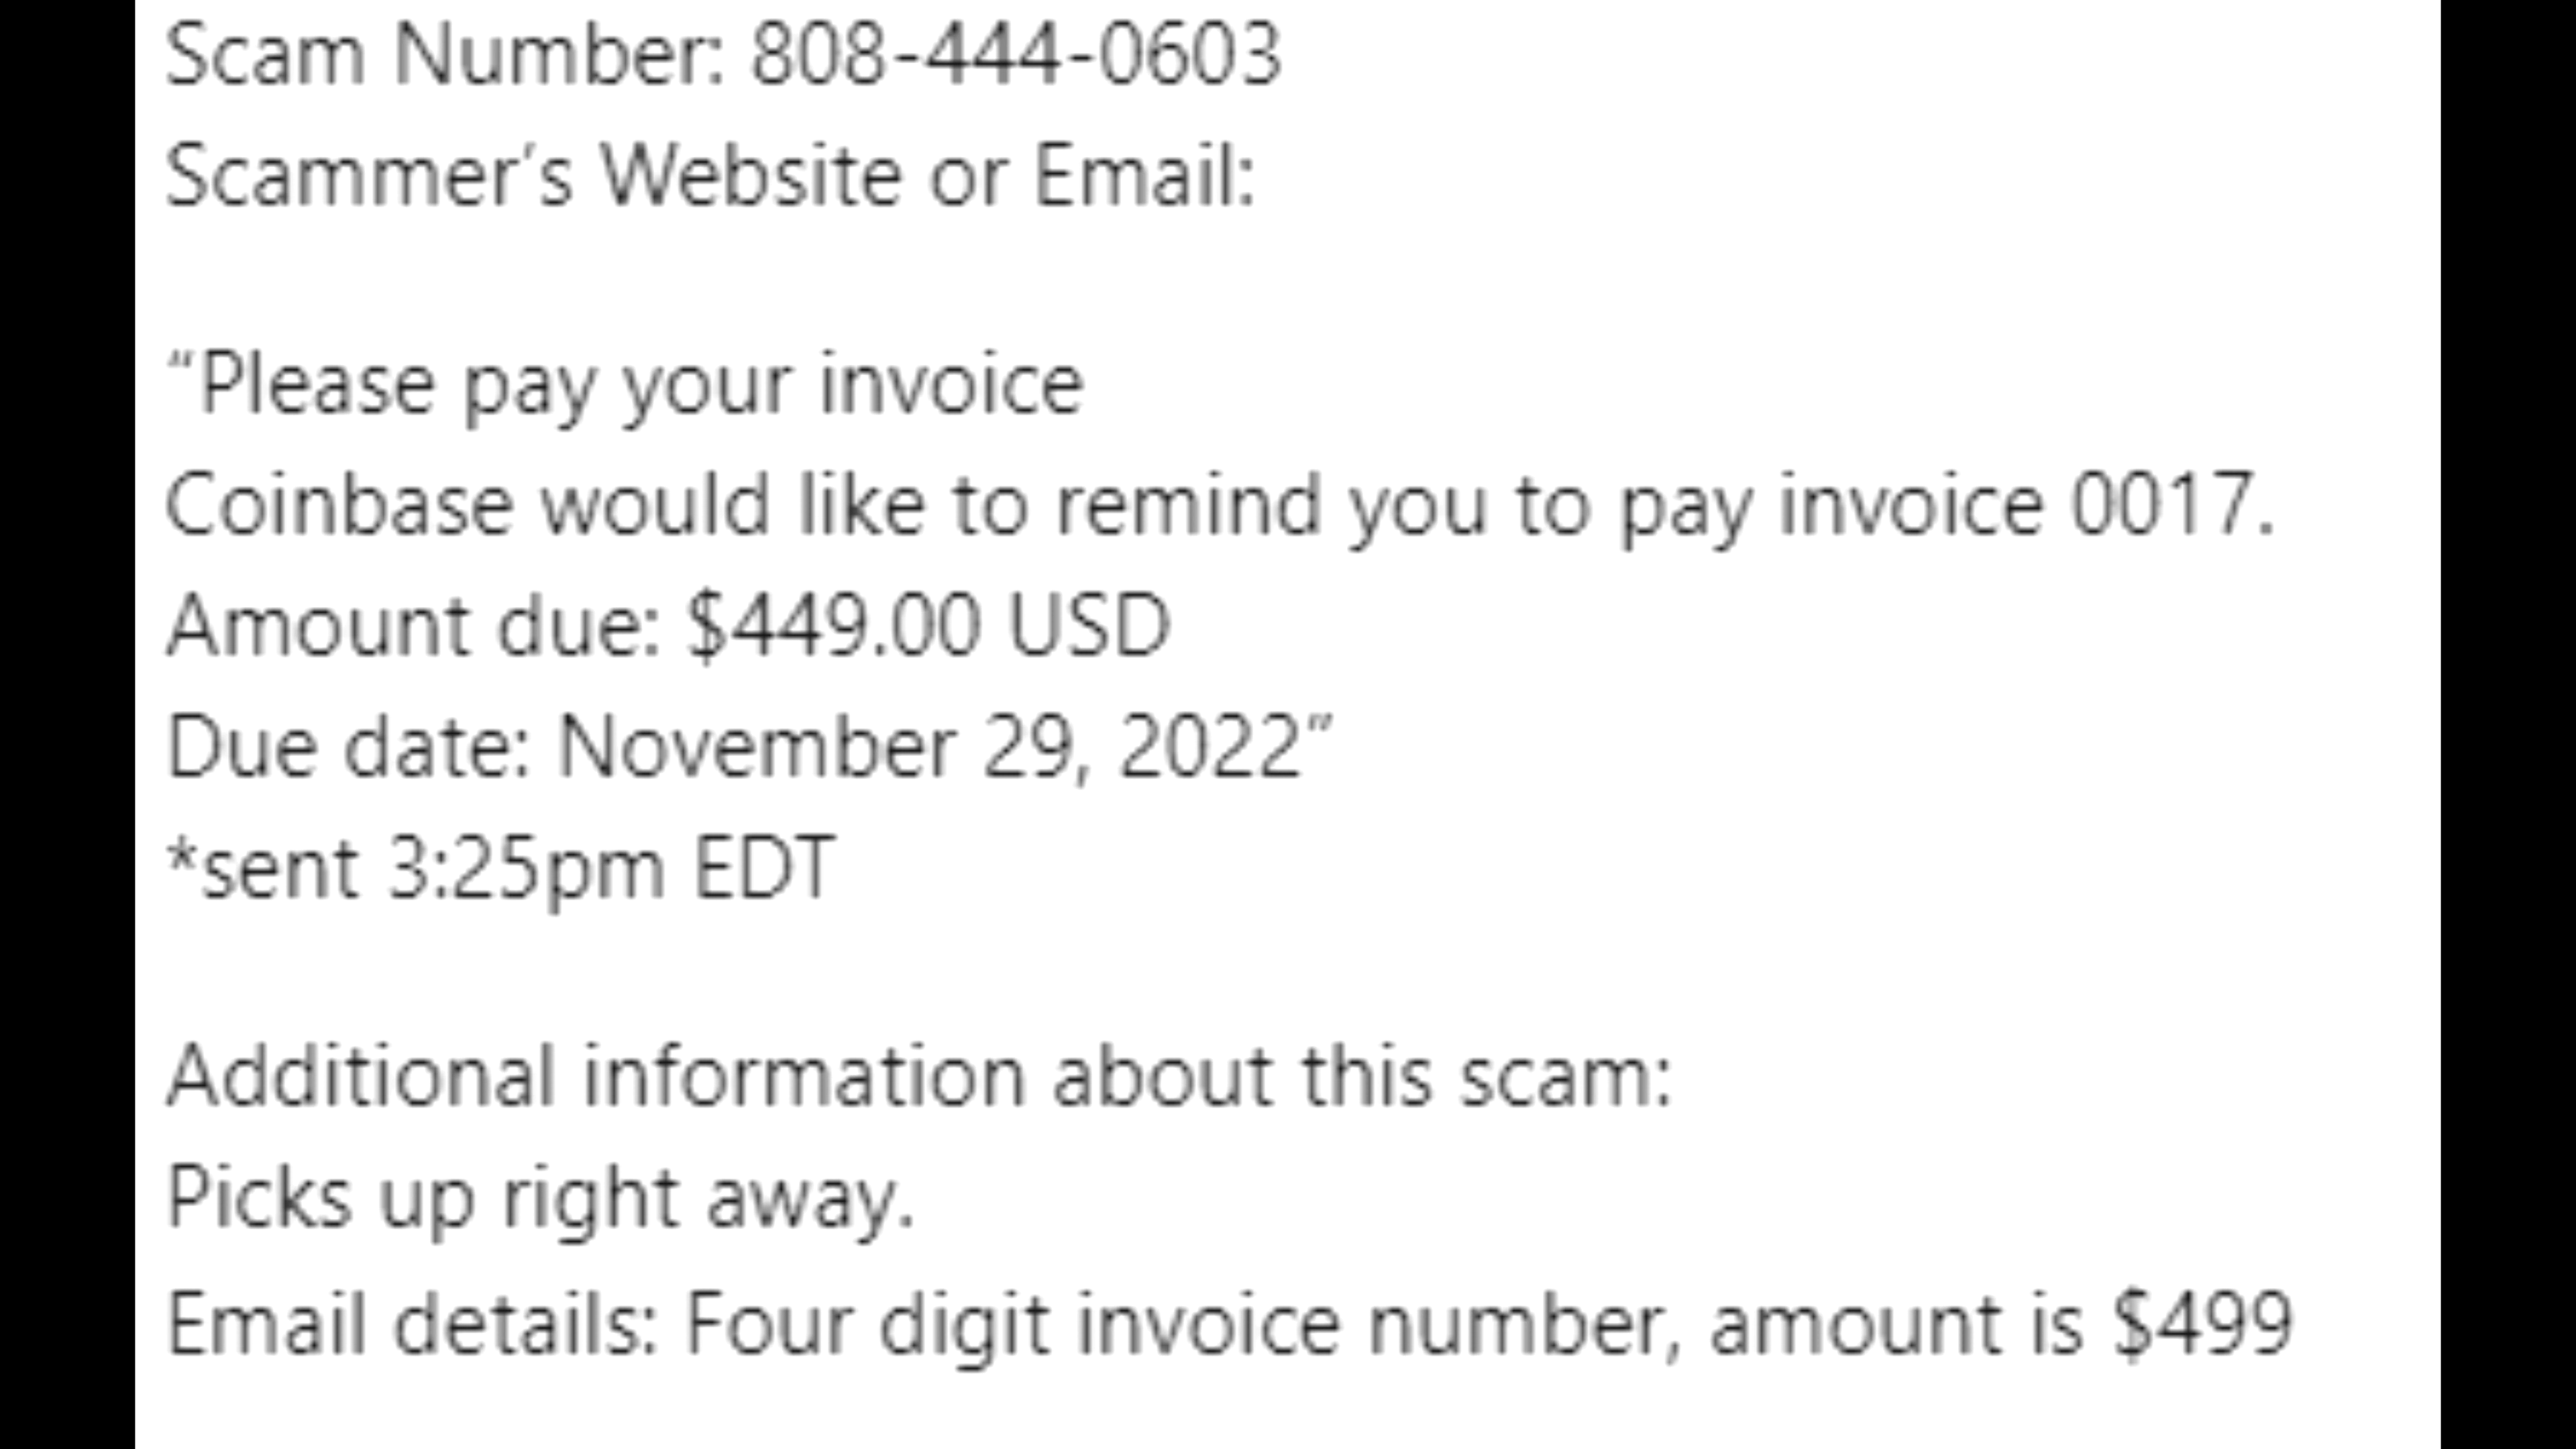 Scam Number: 808-444-0603
Scammer’s Website or Email:
“Please pay your invoice
Coinbase would like to remind you to pay invoice 0017.
Amount due: $449.00 USD
Due date: November 29, 2022”
*sent 3:25pm EDT
Additional information about this scam:
Picks up right away.
Email details: Four digit invoice number, amount is $499